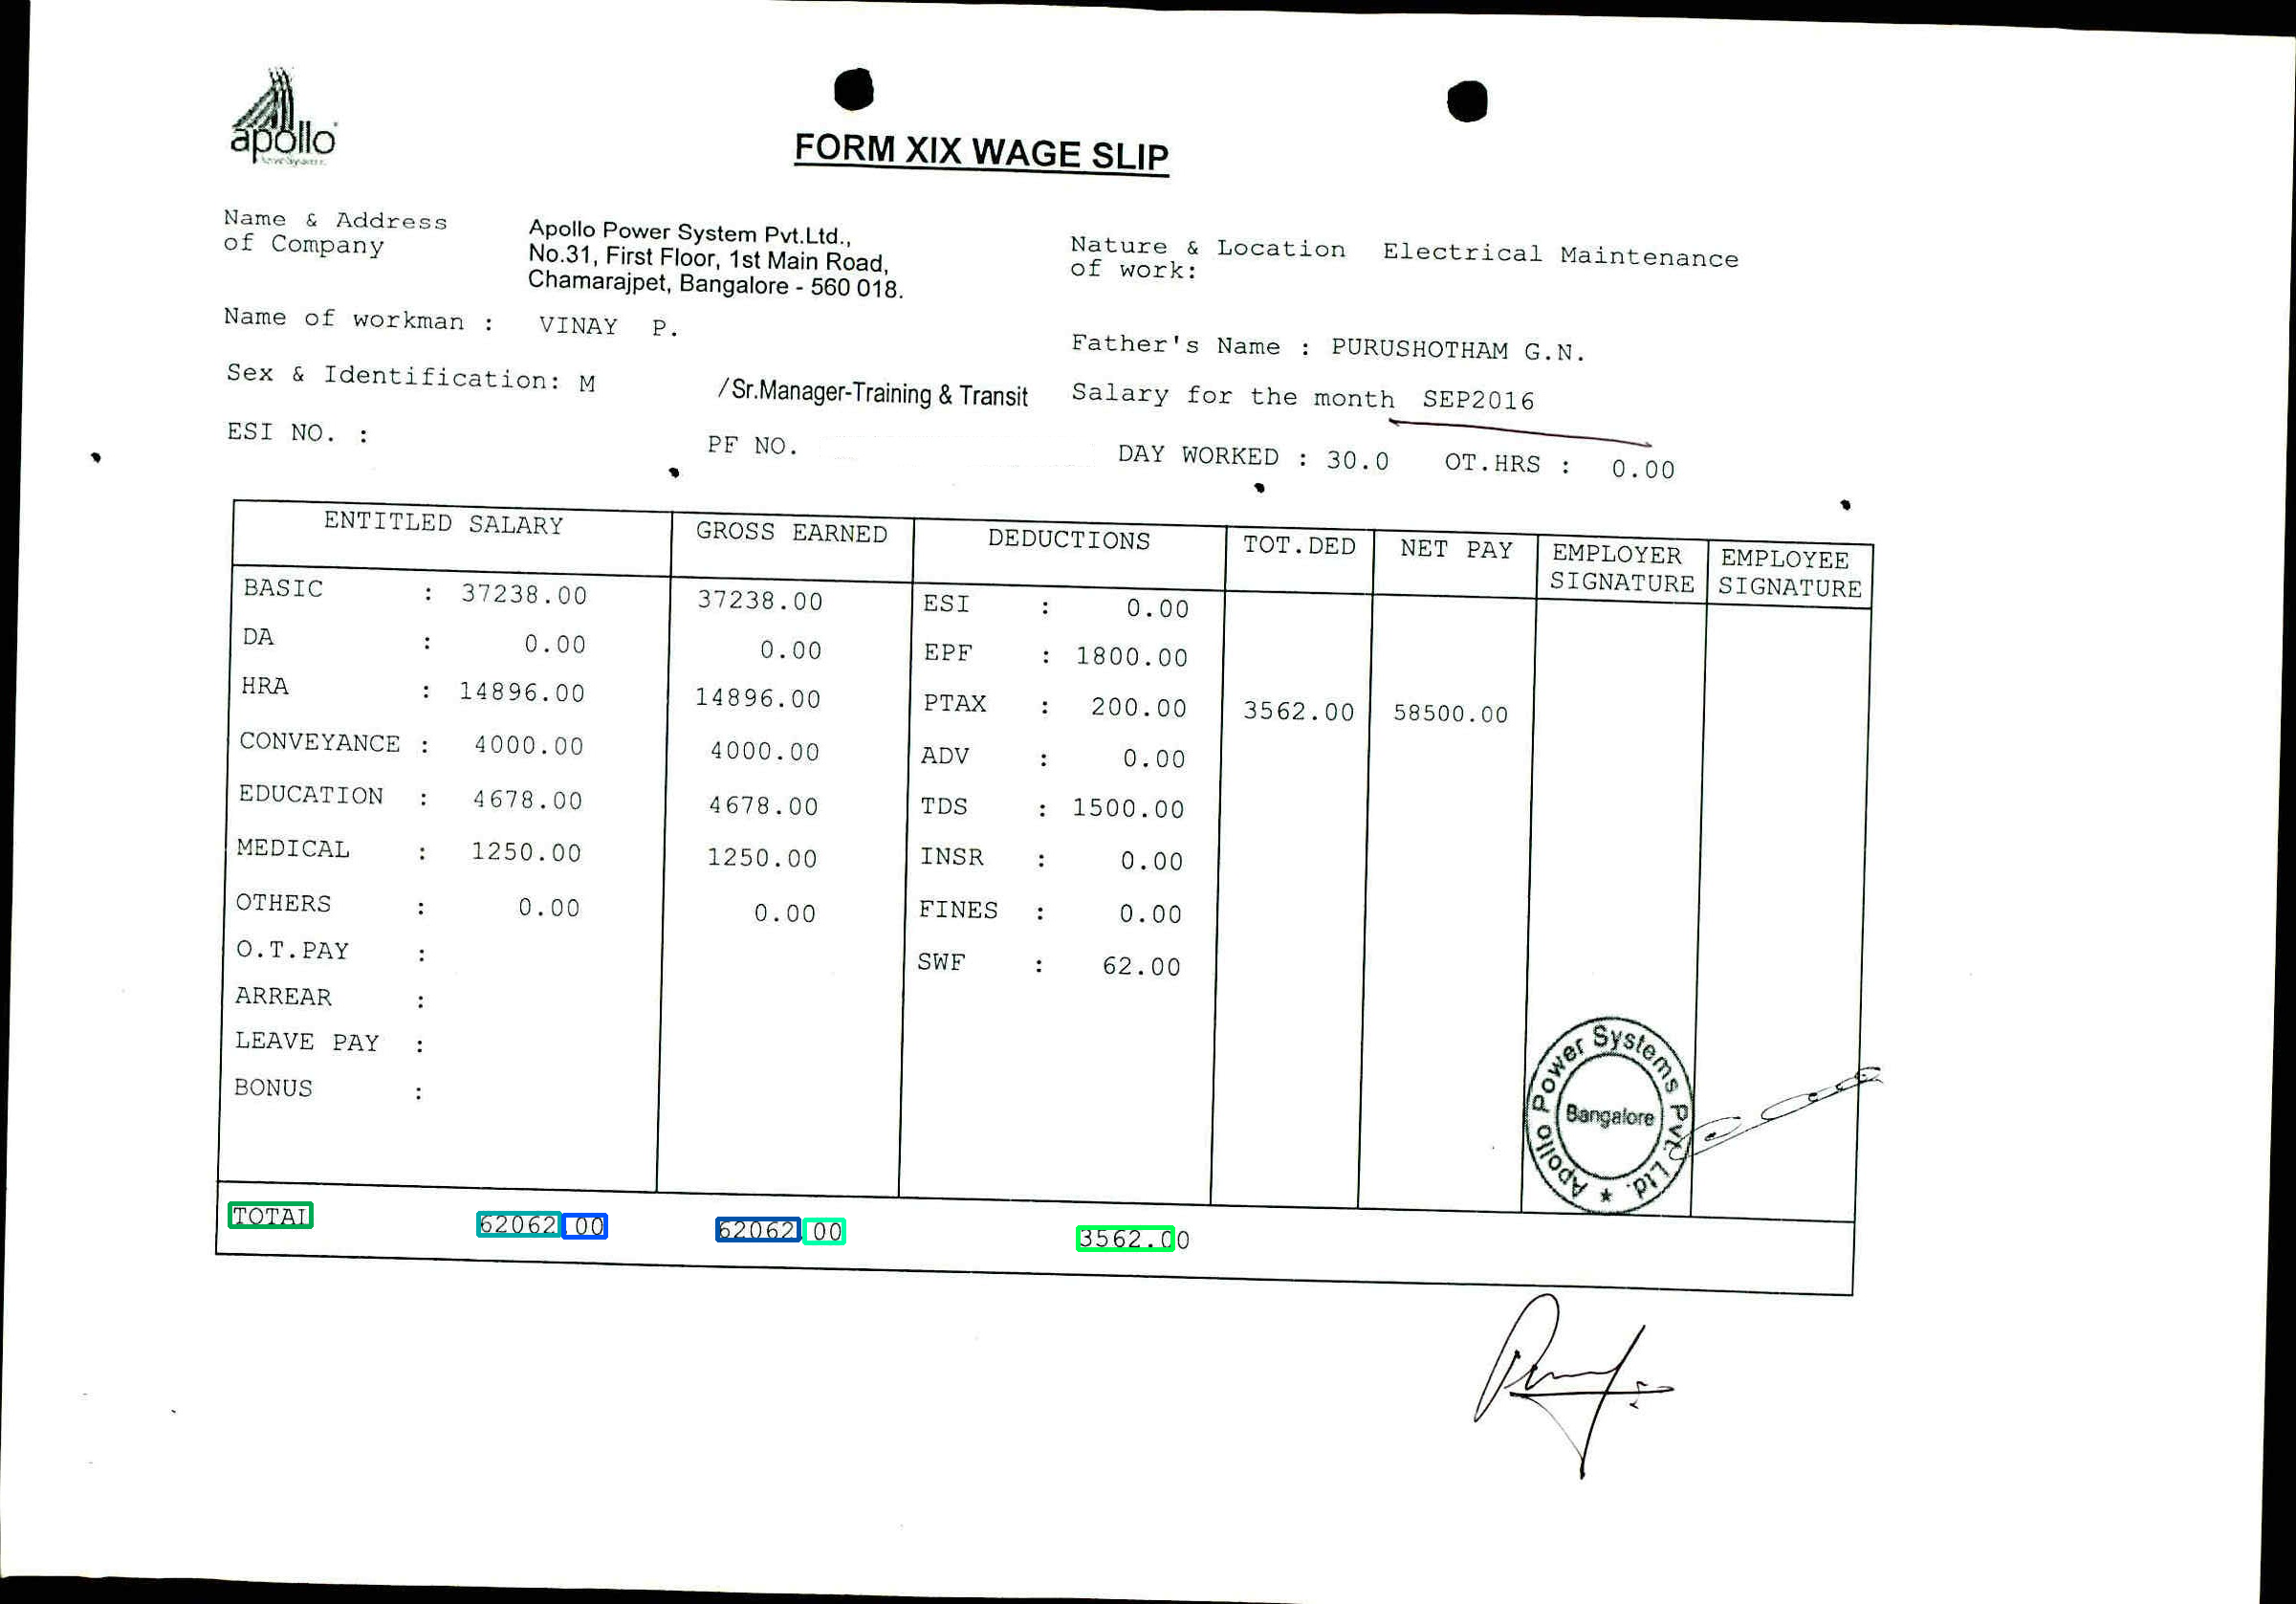 apollo
FORM XIX WAGE SLIP
Name & Address of Company
Apollo Power System Pvt.Ltd.,
No.31, First Floor, 1st Main Road,
Chamarajpet, Bangalore - 560 018.
Nature & Location of work: Electrical Maintenance
Name of workman : VINAY P.
Father's Name : PURUSHOTHAM G.N.
Sex & Identification: M /Sr.Manager-Training & Transit Salary for the month SEP2016
ESI NO. : PF NO. DAY WORKED : 30.0 OT.HRS : 0.00
ENTITLED SALARY GROSS EARNED DEDUCTIONS TOT.DED NET PAY EMPLOYER SIGNATURE EMPLOYEE SIGNATURE
BASIC : 37238.00 37238.00 ESI : 0.00
DA : 0.00 0.00 EPF : 1800.00
HRA : 14896.00 14896.00 PTAX : 200.00 3562.00 58500.00
CONVEYANCE : 4000.00 4000.00 ADV : 0.00
EDUCATION : 4678.00 4678.00 TDS : 1500.00
MEDICAL : 1250.00 1250.00 INSR : 0.00
OTHERS : 0.00 0.00 FINES : 0.00
O.T.PAY : SWF : 62.00
ARREAR :
LEAVE PAY :
BONUS :
Apollo Power Systems Pvt. Ltd. ★
Bangalore
TOTAL 62062.00 62062.00 3562.00